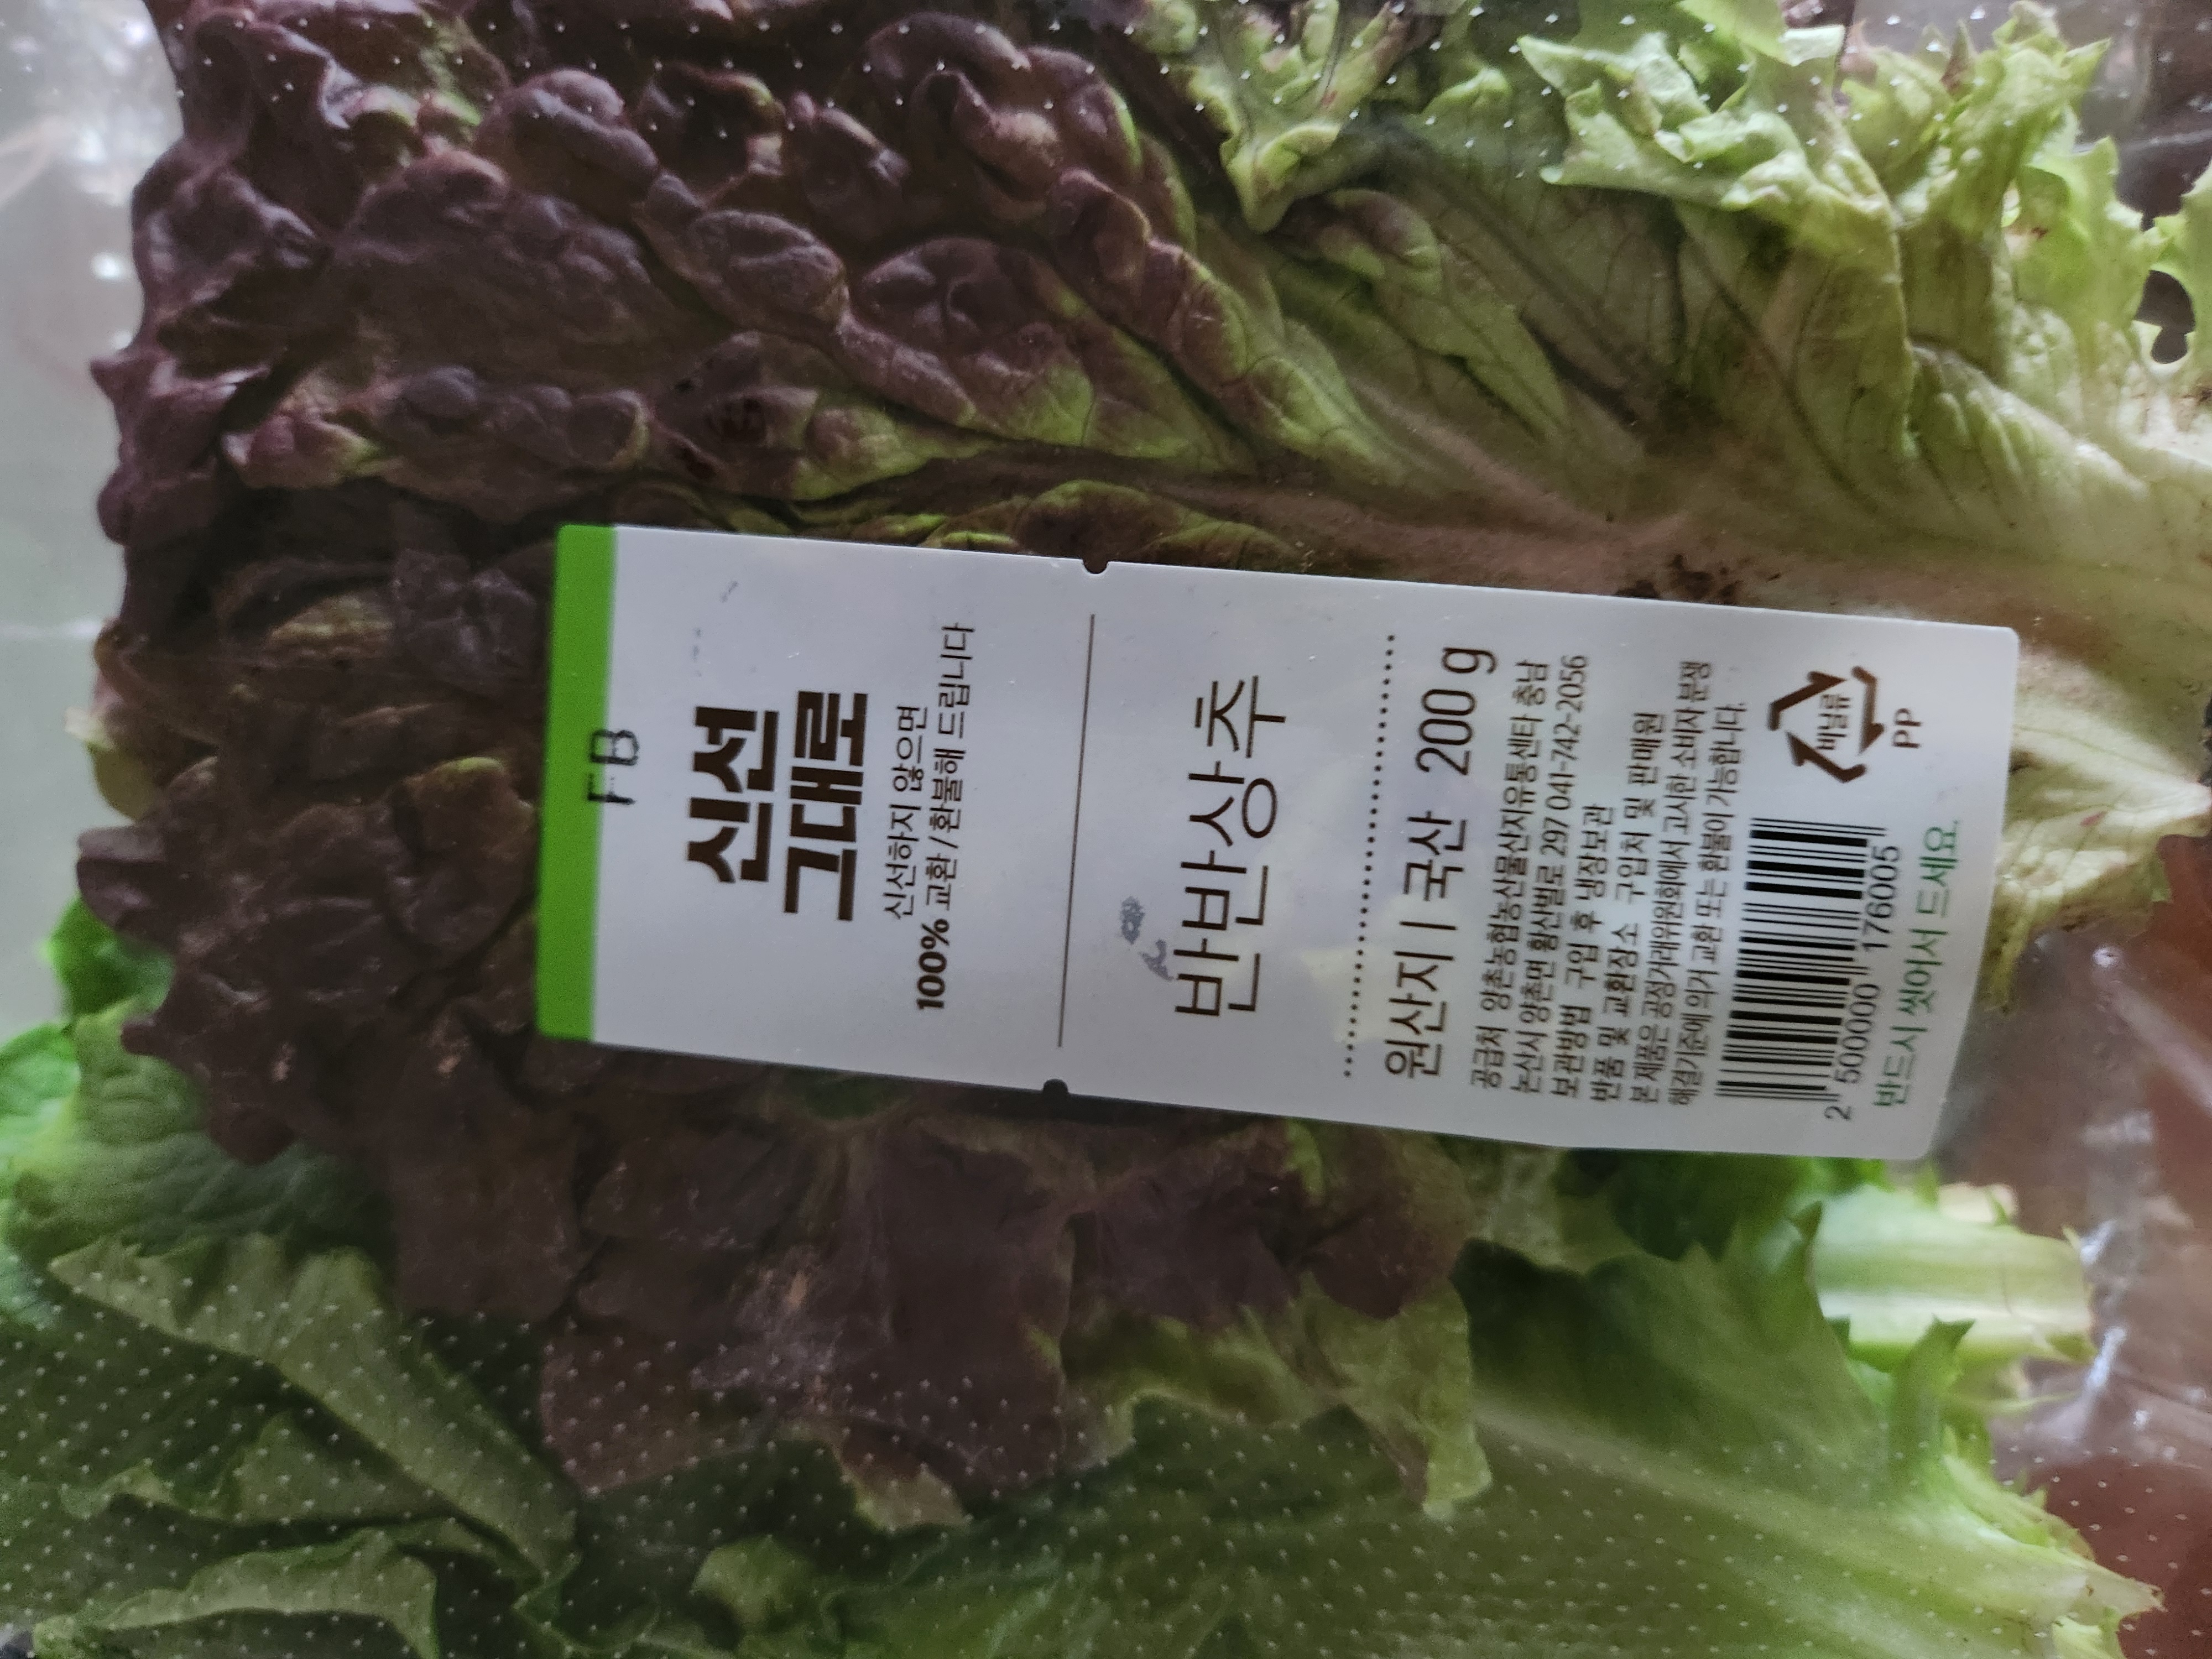 FB
신선
그대로
신선하지 않으면
100% 교환 / 환불해 드립니다
반반상추
원산지 | 국산 200 g
공급처 양촌농협농산물산지유통센타 충남
논산시 양촌면 황산벌로 297 041-742-2056
보관방법 구입 후 냉장보관
반품 및 교환장소 구입처 및 판매원
본 제품은 공정거래위원회에서 고시한 소비자분쟁
해결기준에 의거 교환 또는 환불이 가능합니다.
비닐류
PP
2 500000 176005
반드시 씻어서 드세요.